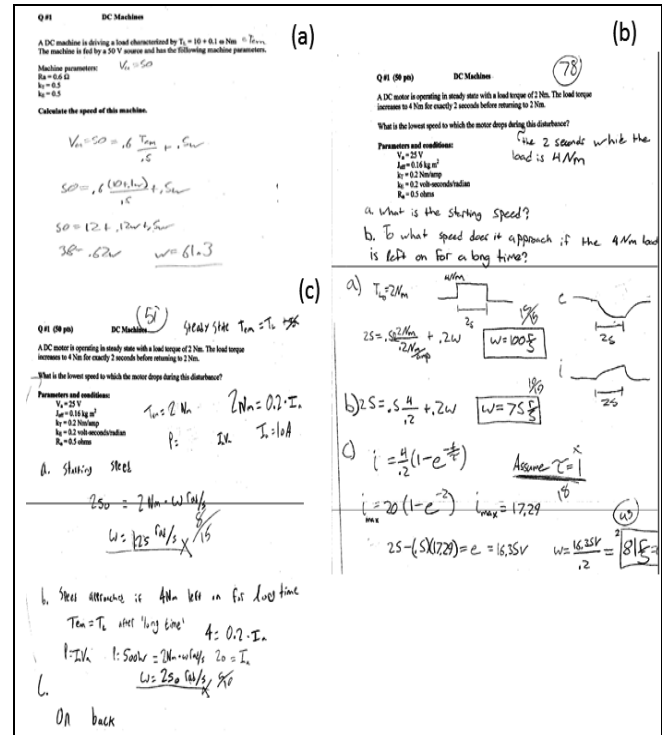 (a)
Q #1 DC Machines
A DC machine is driving a load characterized by TL = 10 + 0.1 ω Nm = Tem
The machine is fed by a 50 V source and has the following machine parameters.
Machine parameters: Va = 50
Ra=0.6 Ω
kT=0.5
kE=0.5
Calculate the speed of this machine.
Va = 50 = .6 Tem/.5 + .5ω
50 = .6 (10+.1ω)/.5 + .5ω
50 = 12 + .12ω + .5ω
38 = .62ω ω = 61.3
(b)
78
Q #1 (50 pts) DC Machines
A DC motor is operating in steady state with a load torque of 2 Nm. The load torque
increases to 4 Nm for exactly 2 seconds before returning to 2 Nm.
What is the lowest speed to which the motor drops during this disturbance?
the 2 seconds while the
load is 4Nm
Parameters and conditions:
Va=25 V
Jeff=0.16 kg m²
kT=0.2 Nm/amp
kE=0.2 volt-seconds/radian
Ra=0.5 ohms
a. What is the starting speed?
b. To what speed does it approach if the 4 Nm load
is left on for a long time?
a) TL=2Nm
4Nm
2s
e
2s
25=.5 2Nm/.2Nm/amp + .2ω ω=100
i
2s
b) 25=.5 4/.2 +.2ω ω=75
c) i = 4/.2 (1-e
Assume τ=1
18
i max = 20 (1-e^-2) imax = 17.29
25-(.5)(17.29)=e = 16.35V ω= 16.35V/.2 = 81
(c)
51
Q #1 (50 pts) DC Machines Steady State Tem = TL
A DC motor is operating in steady state with a load torque of 2 Nm. The load torque
increases to 4 Nm for exactly 2 seconds before returning to 2 Nm.
What is the lowest speed to which the motor drops during this disturbance?
Parameters and conditions:
Va=25 V
Jeff=0.16 kg m²
kT=0.2 Nm/amp
kE=0.2 volt-seconds/radian
Ra=0.5 ohms
2 Nm 2Nm = 0.2 · Ia
P= IVa Ia = 10A
a. Starting Speed
250 = 2 Nm · ω rad/s
ω = 125 rad/s X 8/15
b. Speed approaches if 4Nm left on for long time
Tem = TL after "long time" 4 = 0.2 · Ia
P=IVa P= 500W = 2Nm·ω rad/s 20 = Ia
ω = 250 rad/s X
C.
On back